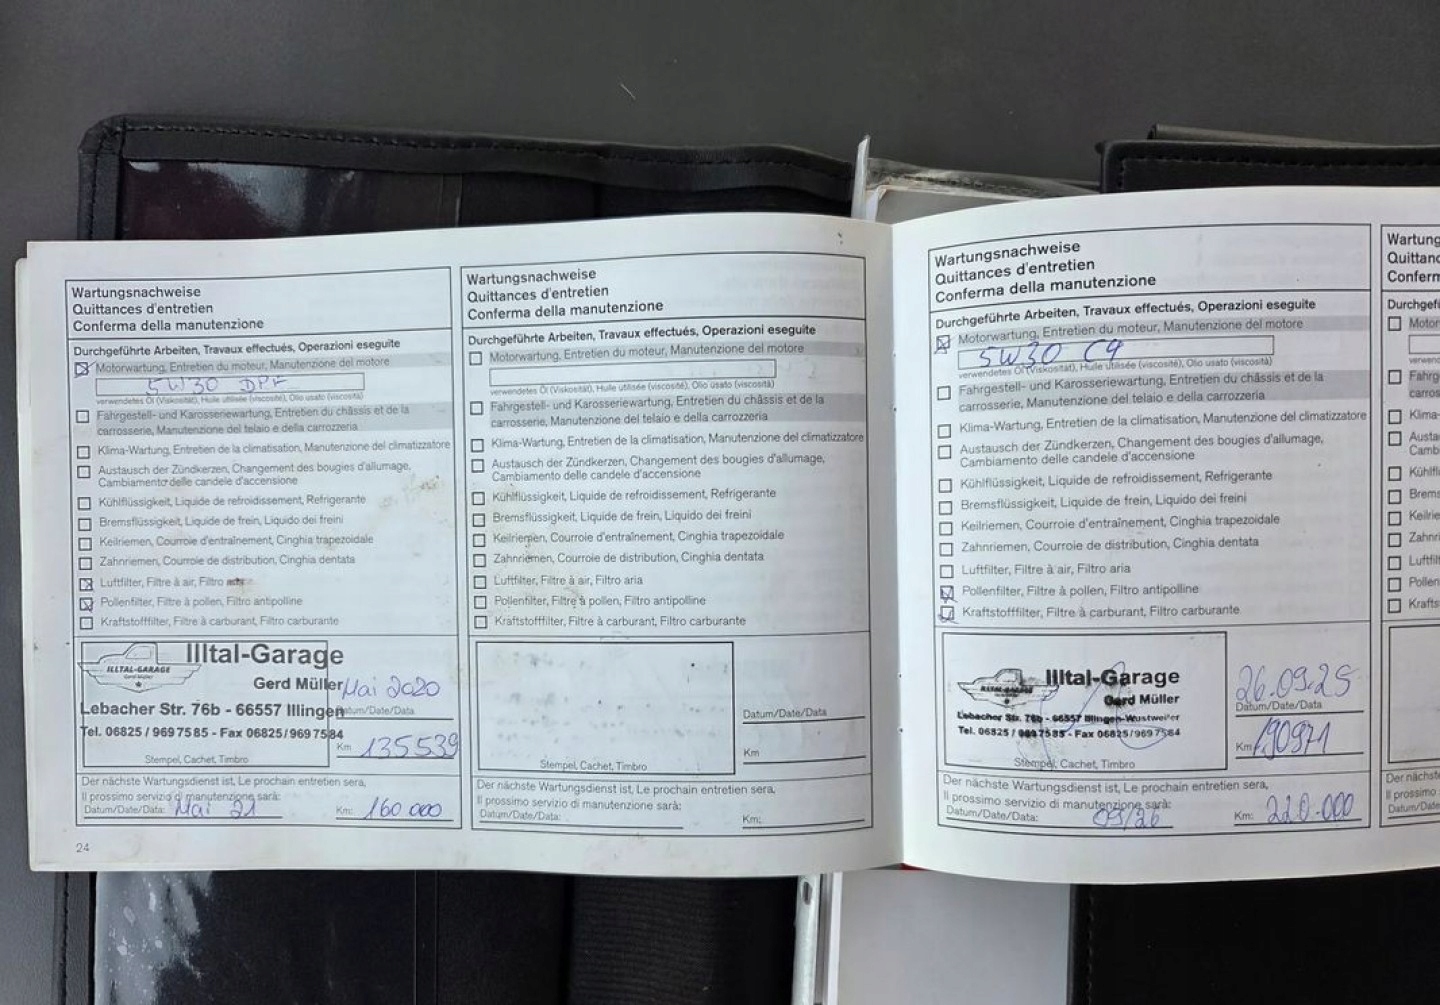 Wartungsnachweise
Quittances d'entretien
Conferma della manutenzione
Durchgeführte Arbeiten, Travaux effectués, Operazioni eseguite
Motorwartung, Entretien du moteur, Manutenzione del motore
5W30 DPF
verwendetes Öl (Viskosität), Huile utilisée (viscosité), Olio usato (viscosità)
Fahrgestell- und Karosseriewartung, Entretien du châssis et de la
carrosserie, Manutenzione del telaio e della carrozzeria
Klima-Wartung, Entretien de la climatisation, Manutenzione del climatizzatore
Austausch der Zündkerzen, Changement des bougies d'allumage,
Cambiamento delle candele d'accensione
Kühlflüssigkeit, Liquide de refroidissement, Refrigerante
Bremsflüssigkeit, Liquide de frein, Liquido dei freini
Keilriemen, Courroie d'entraînement, Cinghia trapezoidale
Zahnriemen, Courroie de distribution, Cinghia dentata
Luftfilter, Filtre à air, Filtro
Pollenfilter, Filtre à pollen, Filtro antipolline
Kraftstofffilter, Filtre à carburant, Filtro carburante
Illtal-Garage
ILLTAL-GARAGE
Gerd Müller
Gerd Müller
Mai 2020
Lebacher Str. 76b - 66557 Illingen
Datum/Date/Data
Tel. 06825 / 969 75 85 - Fax 06825 / 969 75 84
Km 135539
Stempel, Cachet, Timbro
Der nächste Wartungsdienst ist, Le prochain entretien sera,
Il prossimo servizio di manutenzione sarà:
Datum/Date/Data: Mai 21 Km: 160 000
24
Wartungsnachweise
Quittances d'entretien
Conferma della manutenzione
Durchgeführte Arbeiten, Travaux effectués, Operazioni eseguite
Motorwartung, Entretien du moteur, Manutenzione del motore
verwendetes Öl (Viskosität), Huile utilisée (viscosité), Olio usato (viscosità)
Fahrgestell- und Karosseriewartung, Entretien du châssis et de la
carrosserie, Manutenzione del telaio e della carrozzeria
Klima-Wartung, Entretien de la climatisation, Manutenzione del climatizzatore
Austausch der Zündkerzen, Changement des bougies d'allumage,
Cambiamento delle candele d'accensione
Kühlflüssigkeit, Liquide de refroidissement, Refrigerante
Bremsflüssigkeit, Liquide de frein, Liquido dei freini
Keilriemen, Courroie d'entraînement, Cinghia trapezoidale
Zahnriemen, Courroie de distribution, Cinghia dentata
Luftfilter, Filtre à air, Filtro aria
Pollenfilter, Filtre à pollen, Filtro antipolline
Kraftstofffilter, Filtre à carburant, Filtro carburante
Datum/Date/Data
Km
Stempel, Cachet, Timbro
Der nächste Wartungsdienst ist, Le prochain entretien sera,
Il prossimo servizio di manutenzione sarà:
Datum/Date/Data: Km:
Wartungsnachweise
Quittances d'entretien
Conferma della manutenzione
Durchgeführte Arbeiten, Travaux effectués, Operazioni eseguite
Motorwartung, Entretien du moteur, Manutenzione del motore
5W30 C4
verwendetes Öl (Viskosität), Huile utilisée (viscosité), Olio usato (viscosità)
Fahrgestell- und Karosseriewartung, Entretien du châssis et de la
carrosserie, Manutenzione del telaio e della carrozzeria
Klima-Wartung, Entretien de la climatisation, Manutenzione del climatizzatore
Austausch der Zündkerzen, Changement des bougies d'allumage,
Cambiamento delle candele d'accensione
Kühlflüssigkeit, Liquide de refroidissement, Refrigerante
Bremsflüssigkeit, Liquide de frein, Liquido dei freini
Keilriemen, Courroie d'entraînement, Cinghia trapezoidale
Zahnriemen, Courroie de distribution, Cinghia dentata
Luftfilter, Filtre à air, Filtro aria
Pollenfilter, Filtre à pollen, Filtro antipolline
Kraftstofffilter, Filtre à carburant, Filtro carburante
Illtal-Garage
Gerd Müller
26.09.25
Datum/Date/Data
Lebacher Str. 76b - 66557 Illingen-Wustweiler
Tel. 06825 / 969 75 85 - Fax 06825 / 969 75 84
Km 190971
Stempel, Cachet, Timbro
Der nächste Wartungsdienst ist, Le prochain entretien sera,
Il prossimo servizio di manutenzione sarà:
Datum/Date/Data: 09/26 Km: 220.000